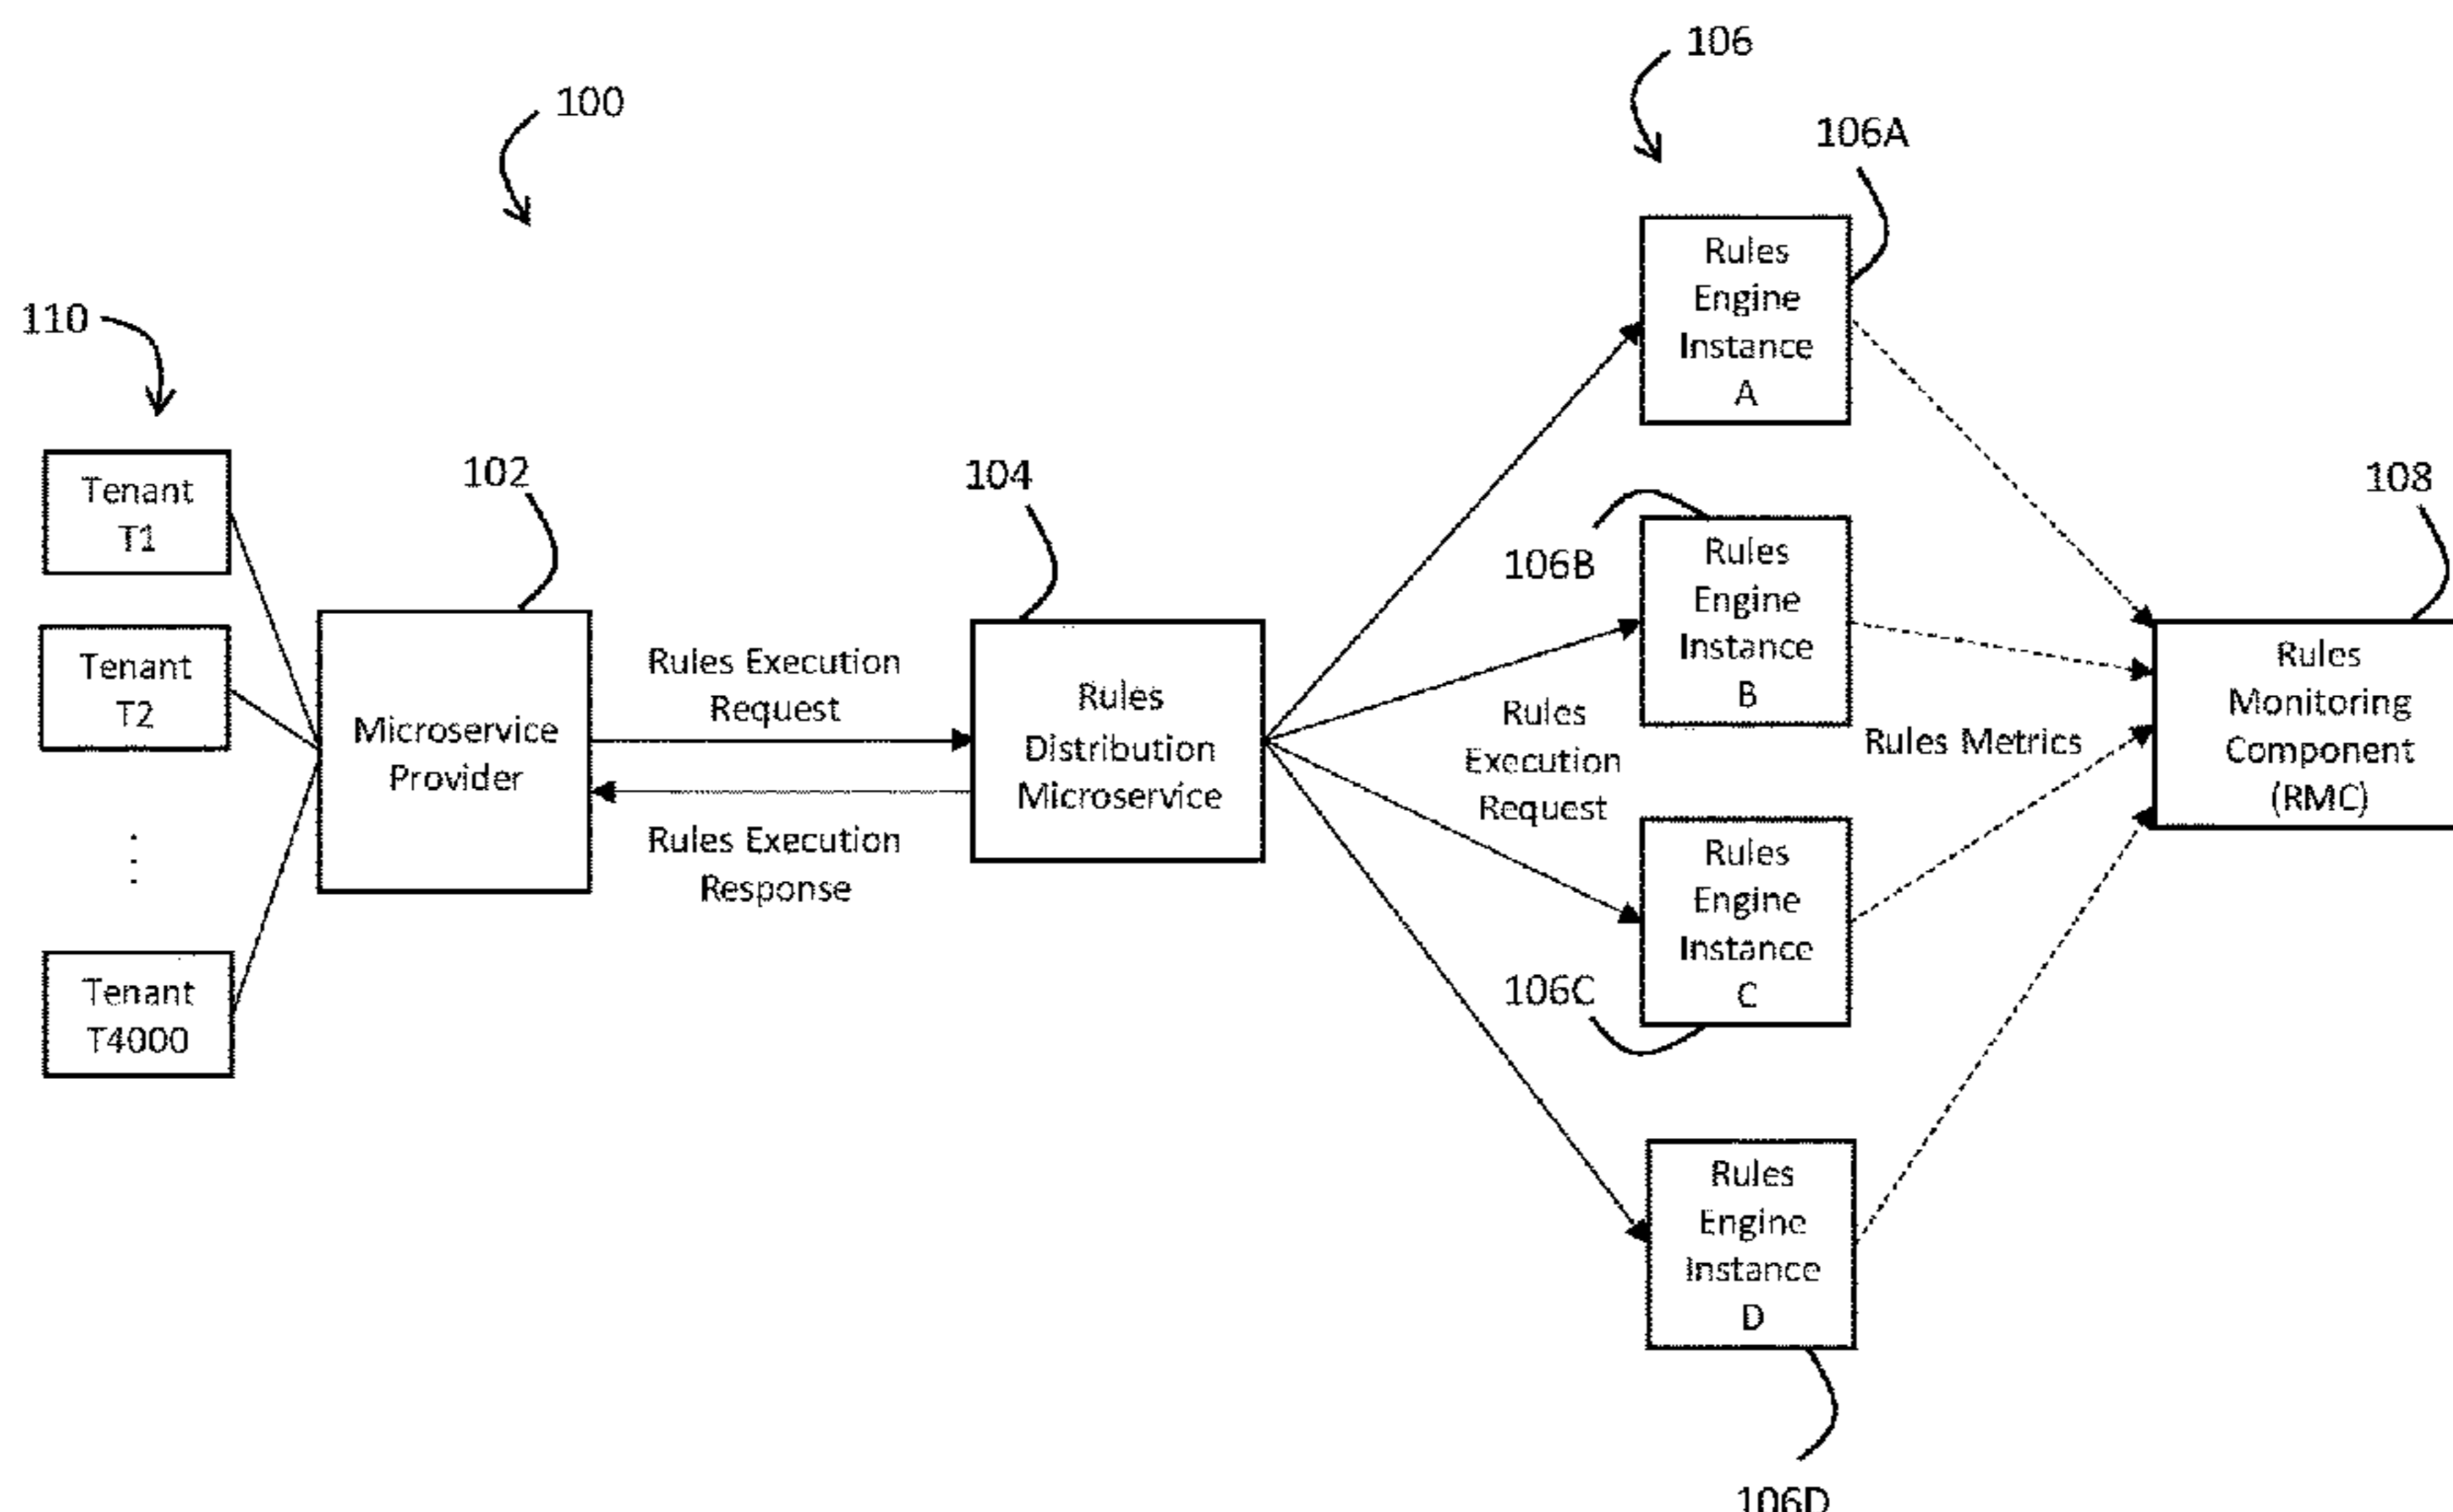 106
100
106A
Rules
Engine
Instance
A
110
Tenant
T1
102
104
108
106B
Rules
Engine
Instance
B
Tenant
T2
Microservice
Provider
Rules Execution
Request
Rules Execution
Response
Rules
Distribution
Microservice
Rules
Execution
Request
Rules Metrics
Rules
Monitoring
Component
(RMC)
Rules
Engine
Instance
C
106C
:
Tenant
T4000
Rules
Engine
Instance
D
106D